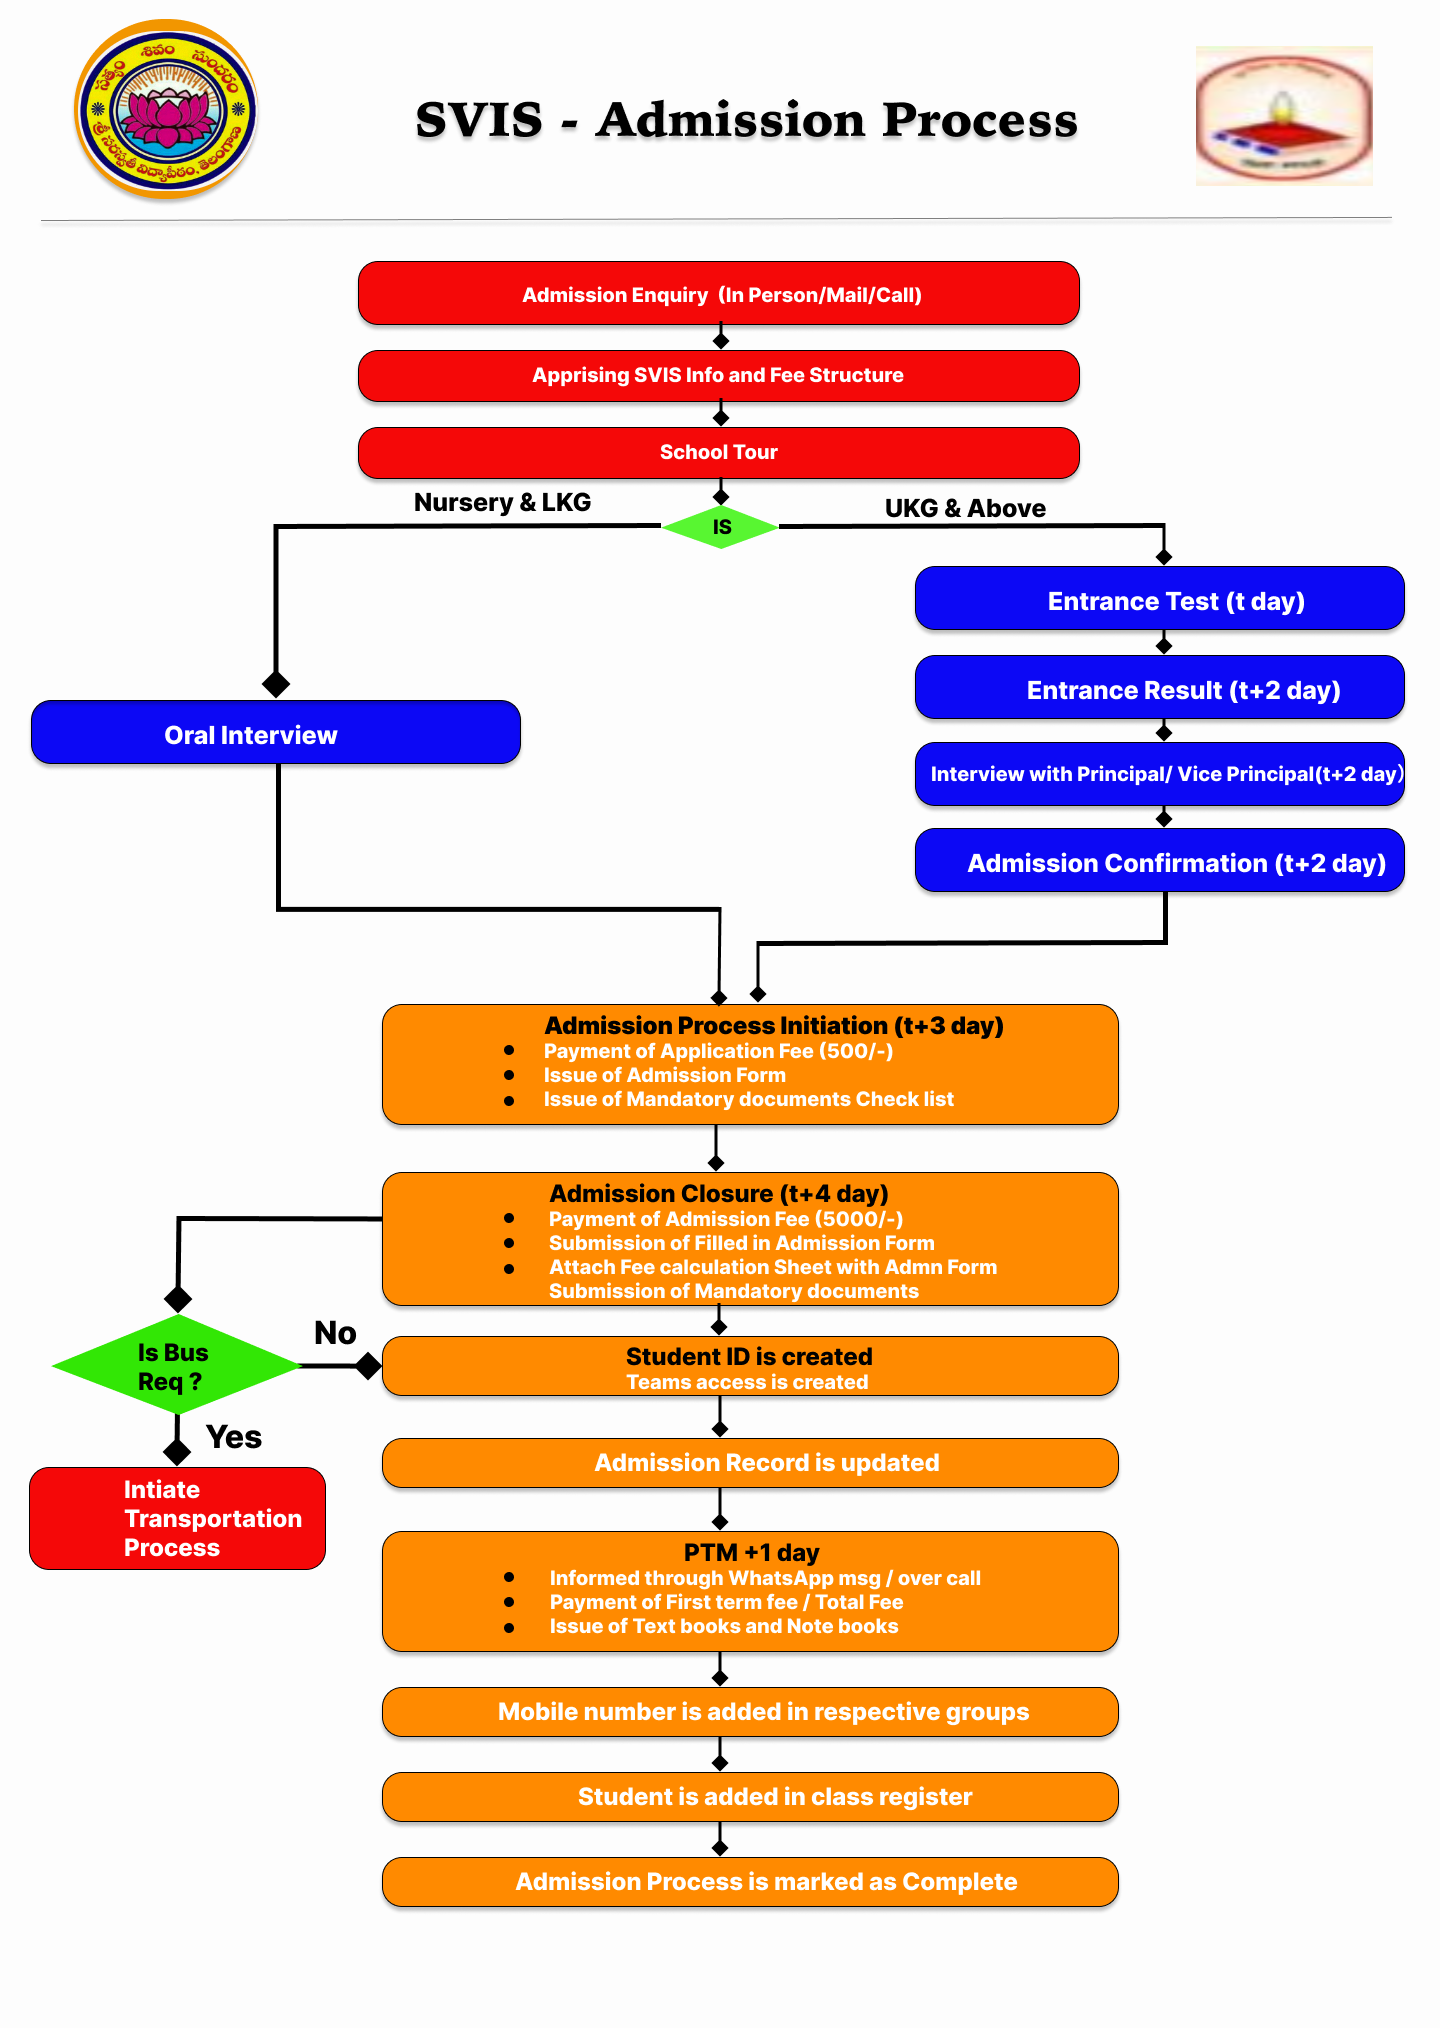 సత్యం శివం సుందరం
శ్రీ సరస్వతీ విద్యాపీఠం, తెలంగాణ
SVIS - Admission Process
Admission Enquiry (In Person/Mail/Call)
Apprising SVIS Info and Fee Structure
School Tour
Nursery & LKG
IS
UKG & Above
Entrance Test (t day)
Entrance Result (t+2 day)
Oral Interview
Interview with Principal/ Vice Principal(t+2 day)
Admission Confirmation (t+2 day)
Admission Process Initiation (t+3 day)
● Payment of Application Fee (500/-)
● Issue of Admission Form
● Issue of Mandatory documents Check list
Admission Closure (t+4 day)
● Payment of Admission Fee (5000/-)
● Submission of Filled in Admission Form
● Attach Fee calculation Sheet with Admn Form
Submission of Mandatory documents
Is Bus
Req ?
No
Yes
Intiate
Transportation
Process
Student ID is created
Teams access is created
Admission Record is updated
PTM +1 day
● Informed through WhatsApp msg / over call
● Payment of First term fee / Total Fee
● Issue of Text books and Note books
Mobile number is added in respective groups
Student is added in class register
Admission Process is marked as Complete